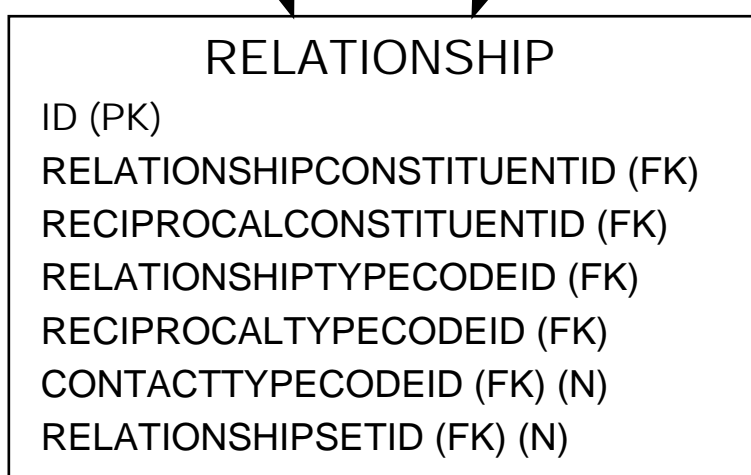 RELATIONSHIP
ID (PK)
RELATIONSHIPCONSTITUENTID (FK)
RECIPROCALCONSTITUENTID (FK)
RELATIONSHIPTYPECODEID (FK)
RECIPROCALTYPECODEID (FK)
CONTACTTYPECODEID (FK) (N)
RELATIONSHIPSETID (FK) (N)